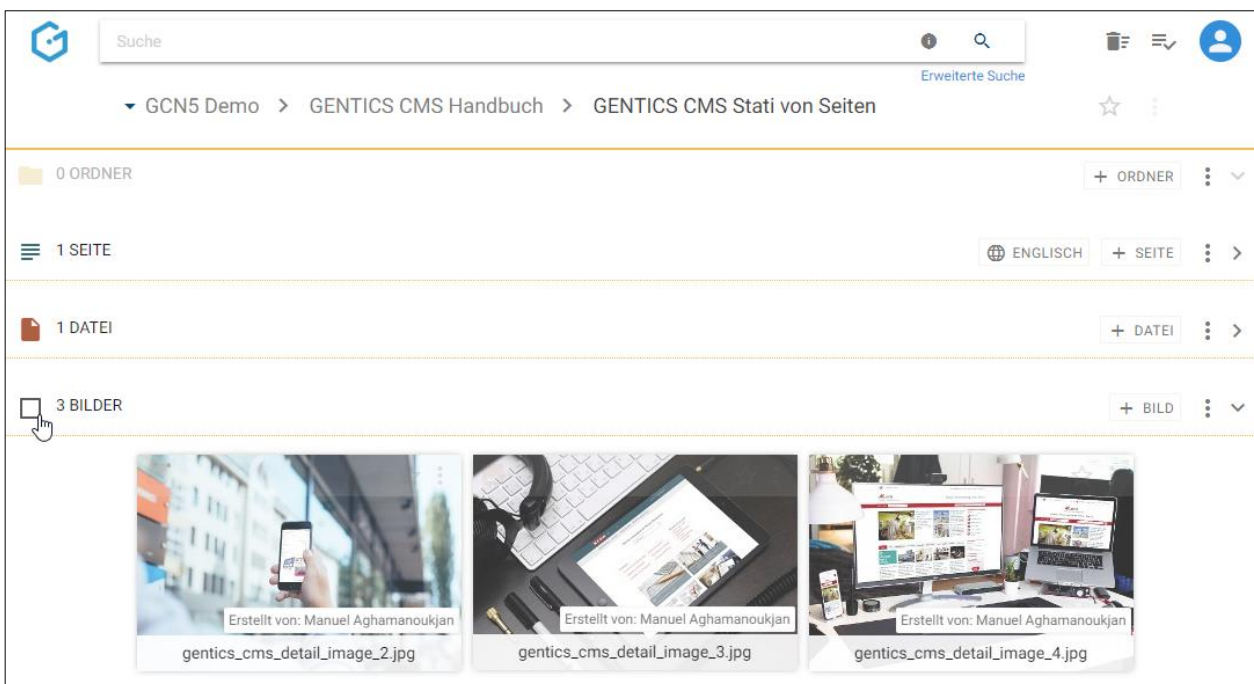 Suche
Erweiterte Suche
GCN5 Demo > GENTICS CMS Handbuch > GENTICS CMS Stati von Seiten
0 ORDNER + ORDNER
1 SEITE ENGLISCH + SEITE
1 DATEI + DATEI
3 BILDER + BILD
Erstellt von: Manuel Aghamanoukjan Erstellt von: Manuel Aghamanoukjan Erstellt von: Manuel Aghamanoukjan
gentics_cms_detail_image_2.jpg gentics_cms_detail_image_3.jpg gentics_cms_detail_image_4.jpg